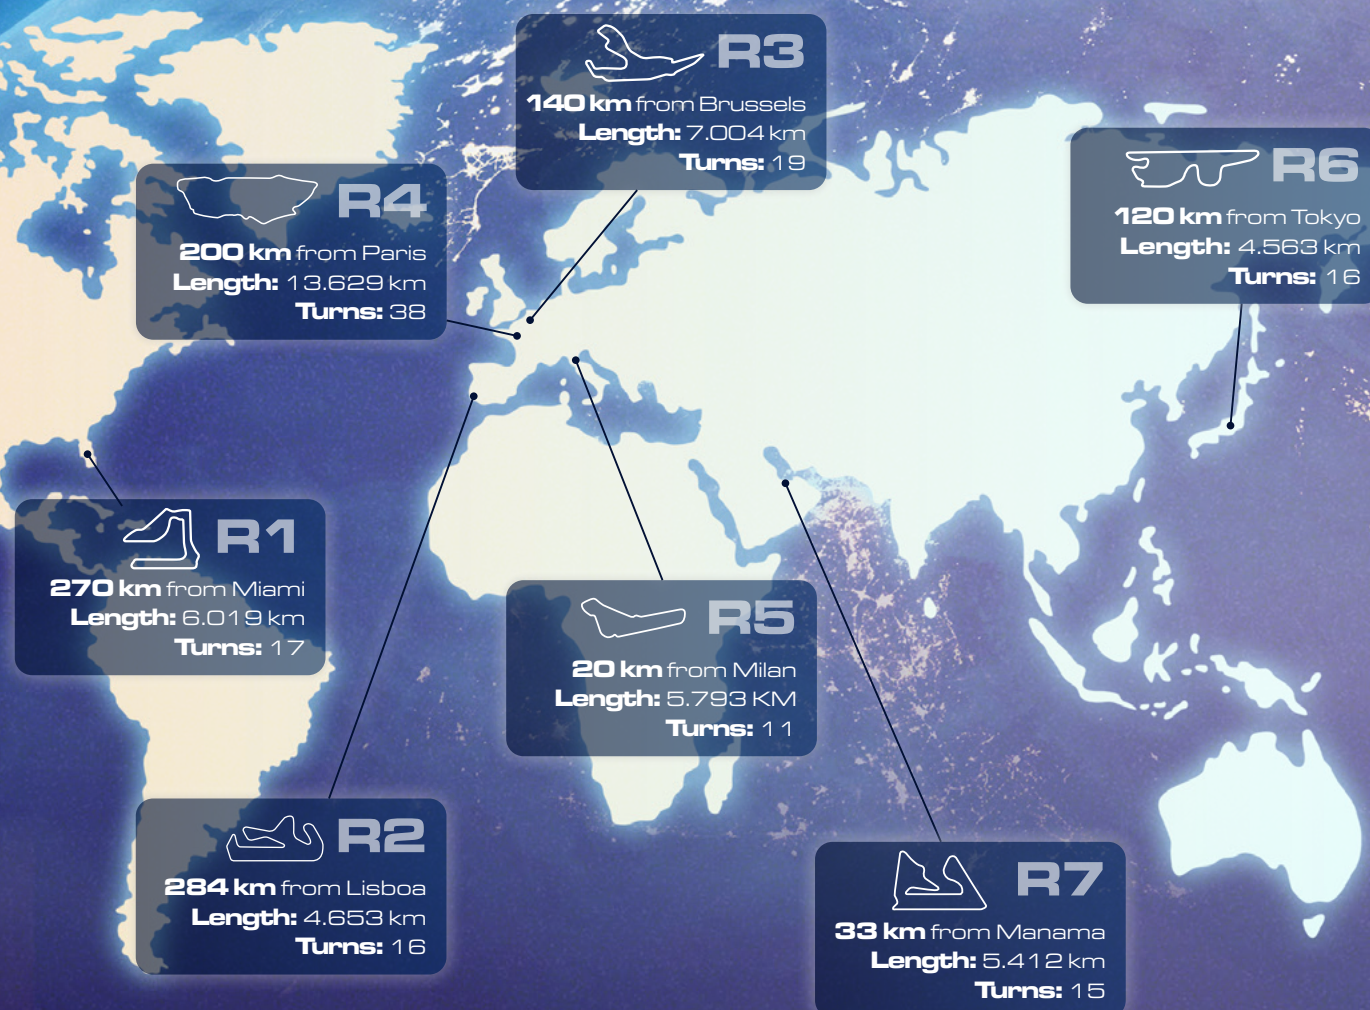 R3
140 km from Brussels
Length: 7.004 km
Turns: 19
R6
120 km from Tokyo
Length: 4.563 km
Turns: 16
R4
200 km from Paris
Length: 13.629 km
Turns: 38
R1
270 km from Miami
Length: 6.019 km
Turns: 17
R5
20 km from Milan
Length: 5.793 KM
Turns: 11
R2
284 km from Lisboa
Length: 4.653 km
Turns: 16
R7
33 km from Manama
Length: 5.412 km
Turns: 15